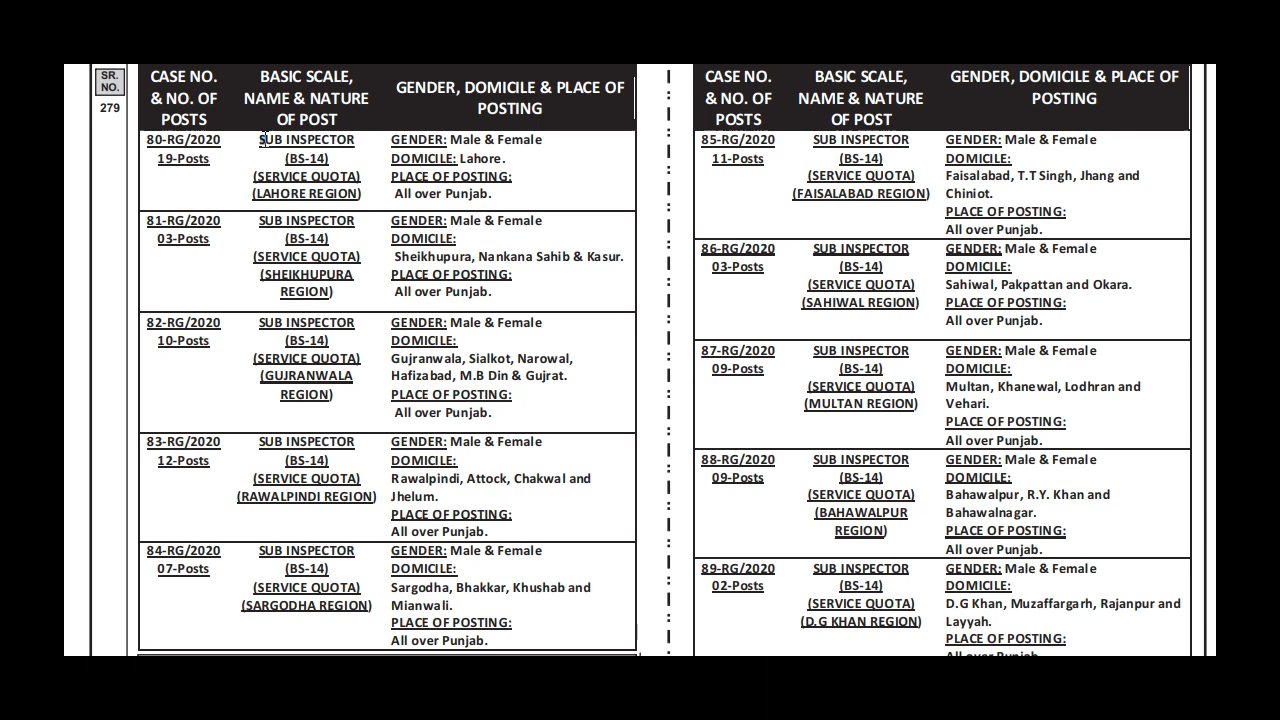 SR.
NO.
279
CASE NO.
& NO. OF
POSTS
BASIC SCALE,
NAME & NATURE
OF POST
GENDER, DOMICILE & PLACE OF
POSTING
80-RG/2020
19-Posts
SUB INSPECTOR
(BS-14)
(SERVICE QUOTA)
(LAHORE REGION)
GENDER: Male & Female
DOMICILE: Lahore.
PLACE OF POSTING:
All over Punjab.
81-RG/2020
03-Posts
SUB INSPECTOR
(BS-14)
(SERVICE QUOTA)
(SHEIKHUPURA
REGION)
GENDER: Male & Female
DOMICILE:
Sheikhupura, Nankana Sahib & Kasur.
PLACE OF POSTING:
All over Punjab.
82-RG/2020
10-Posts
SUB INSPECTOR
(BS-14)
(SERVICE QUOTA)
(GUJRANWALA
REGION)
GENDER: Male & Female
DOMICILE:
Gujranwala, Sialkot, Narowal,
Hafizabad, M.B Din & Gujrat.
PLACE OF POSTING:
All over Punjab.
83-RG/2020
12-Posts
SUB INSPECTOR
(BS-14)
(SERVICE QUOTA)
(RAWALPINDI REGION)
GENDER: Male & Female
DOMICILE:
Rawalpindi, Attock, Chakwal and
Jhelum.
PLACE OF POSTING:
All over Punjab.
84-RG/2020
07-Posts
SUB INSPECTOR
(BS-14)
(SERVICE QUOTA)
(SARGODHA REGION)
GENDER: Male & Female
DOMICILE:
Sargodha, Bhakkar, Khushab and
Mianwali.
PLACE OF POSTING:
All over Punjab.
CASE NO.
& NO. OF
POSTS
BASIC SCALE,
NAME & NATURE
OF POST
GENDER, DOMICILE & PLACE OF
POSTING
85-RG/2020
11-Posts
SUB INSPECTOR
(BS-14)
(SERVICE QUOTA)
(FAISALABAD REGION)
GENDER: Male & Female
DOMICILE:
Faisalabad, T.T Singh, Jhang and
Chiniot.
PLACE OF POSTING:
All over Punjab.
86-RG/2020
03-Posts
SUB INSPECTOR
(BS-14)
(SERVICE QUOTA)
(SAHIWAL REGION)
GENDER: Male & Female
DOMICILE:
Sahiwal, Pakpattan and Okara.
PLACE OF POSTING:
All over Punjab.
87-RG/2020
09-Posts
SUB INSPECTOR
(BS-14)
(SERVICE QUOTA)
(MULTAN REGION)
GENDER: Male & Female
DOMICILE:
Multan, Khanewal, Lodhran and
Vehari.
PLACE OF POSTING:
All over Punjab.
88-RG/2020
09-Posts
SUB INSPECTOR
(BS-14)
(SERVICE QUOTA)
(BAHAWALPUR
REGION)
GENDER: Male & Female
DOMICILE:
Bahawalpur, R.Y. Khan and
Bahawalnagar.
PLACE OF POSTING:
All over Punjab.
89-RG/2020
02-Posts
SUB INSPECTOR
(BS-14)
(SERVICE QUOTA)
(D.G KHAN REGION)
GENDER: Male & Female
DOMICILE:
D.G Khan, Muzaffargarh, Rajanpur and
Layyah.
PLACE OF POSTING: